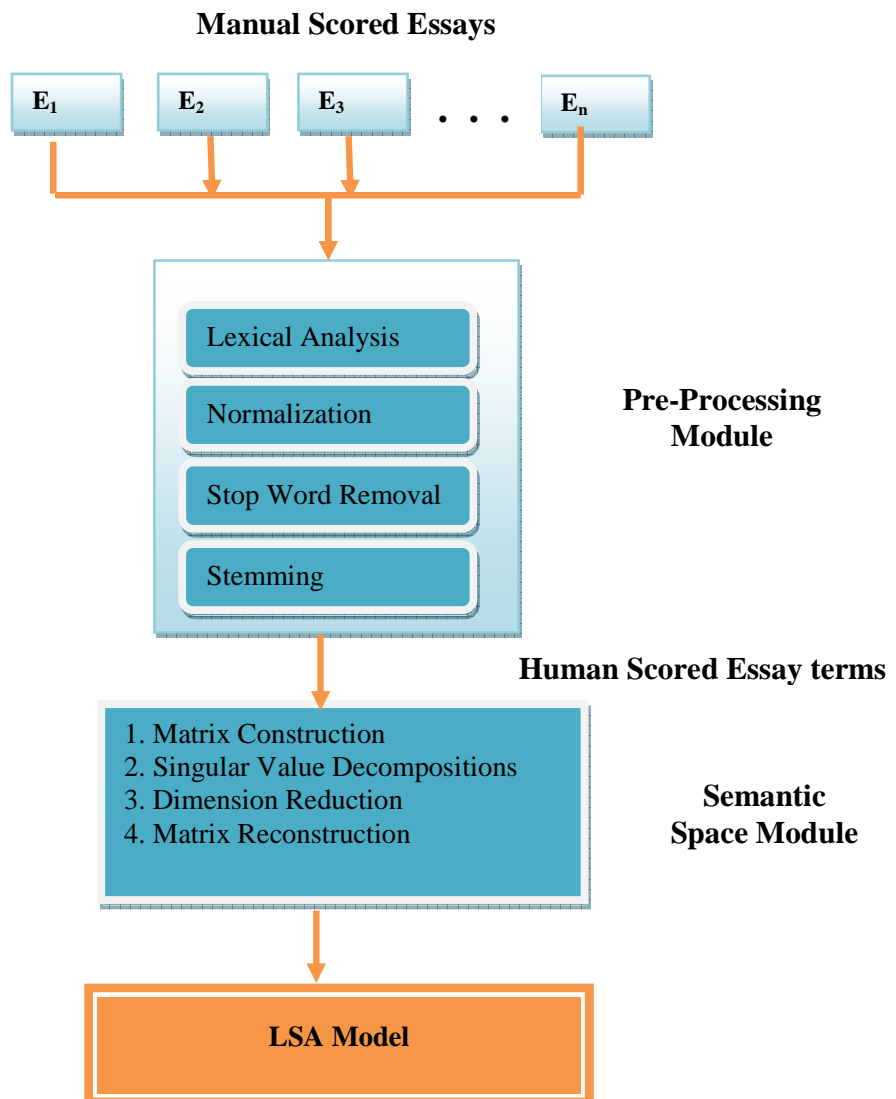 Manual Scored Essays
E₁ E₂ E₃ . . . Eₙ
Lexical Analysis
Normalization
Stop Word Removal
Stemming
Pre-Processing
Module
Human Scored Essay terms
1. Matrix Construction
2. Singular Value Decompositions
3. Dimension Reduction
4. Matrix Reconstruction
Semantic
Space Module
LSA Model